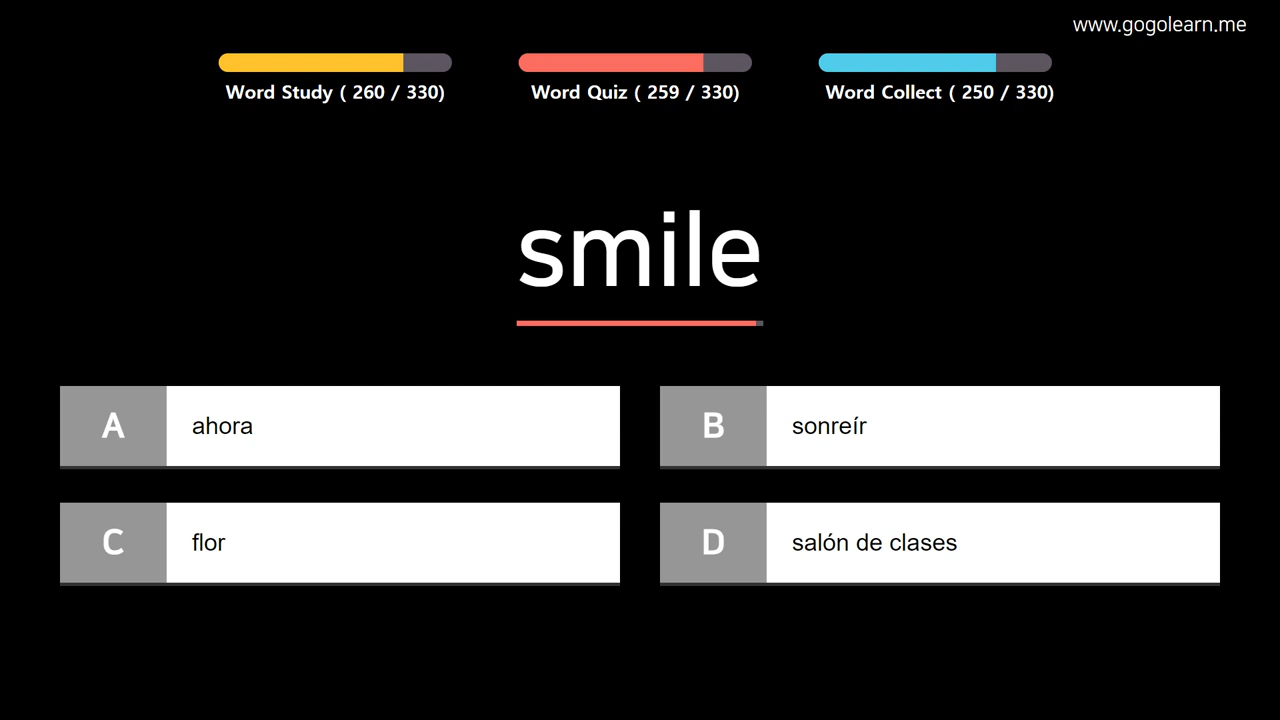 www.gogolearn.me
Word Study ( 260 / 330)
Word Quiz ( 259 / 330)
Word Collect ( 250 / 330)
smile
A ahora
B sonreír
C flor
D salón de clases